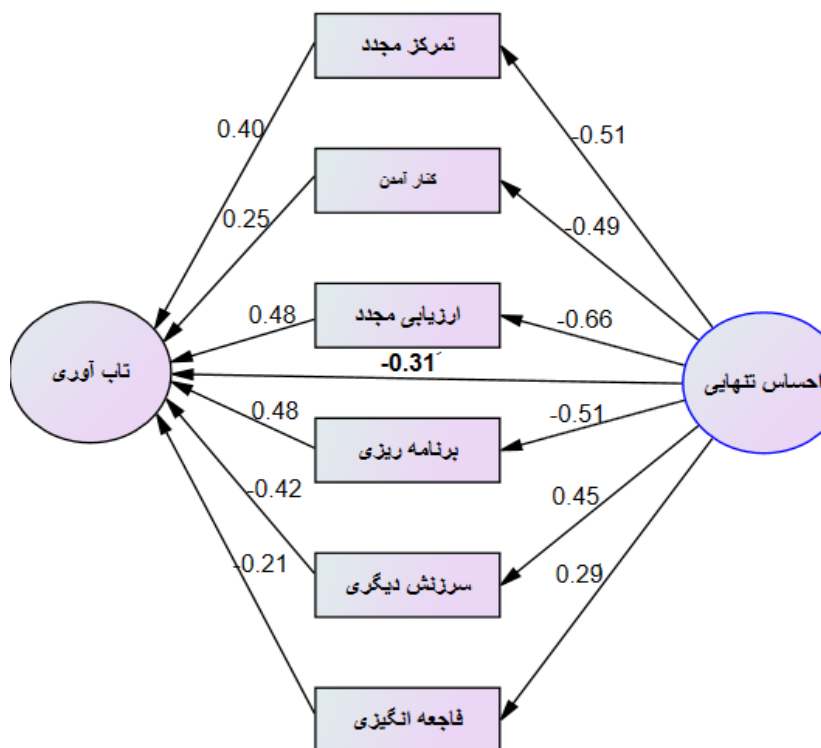 تمرکز مجدد
0.40
-0.51
کنار آمدن
0.25
-0.49
ارزیابی مجدد
0.48
-0.66
-0.31´
تاب آوری
احساس تنهایی
برنامه ریزی
0.48
-0.51
-0.42
0.45
سرزنش دیگری
-0.21
0.29
فاجعه انگیزی